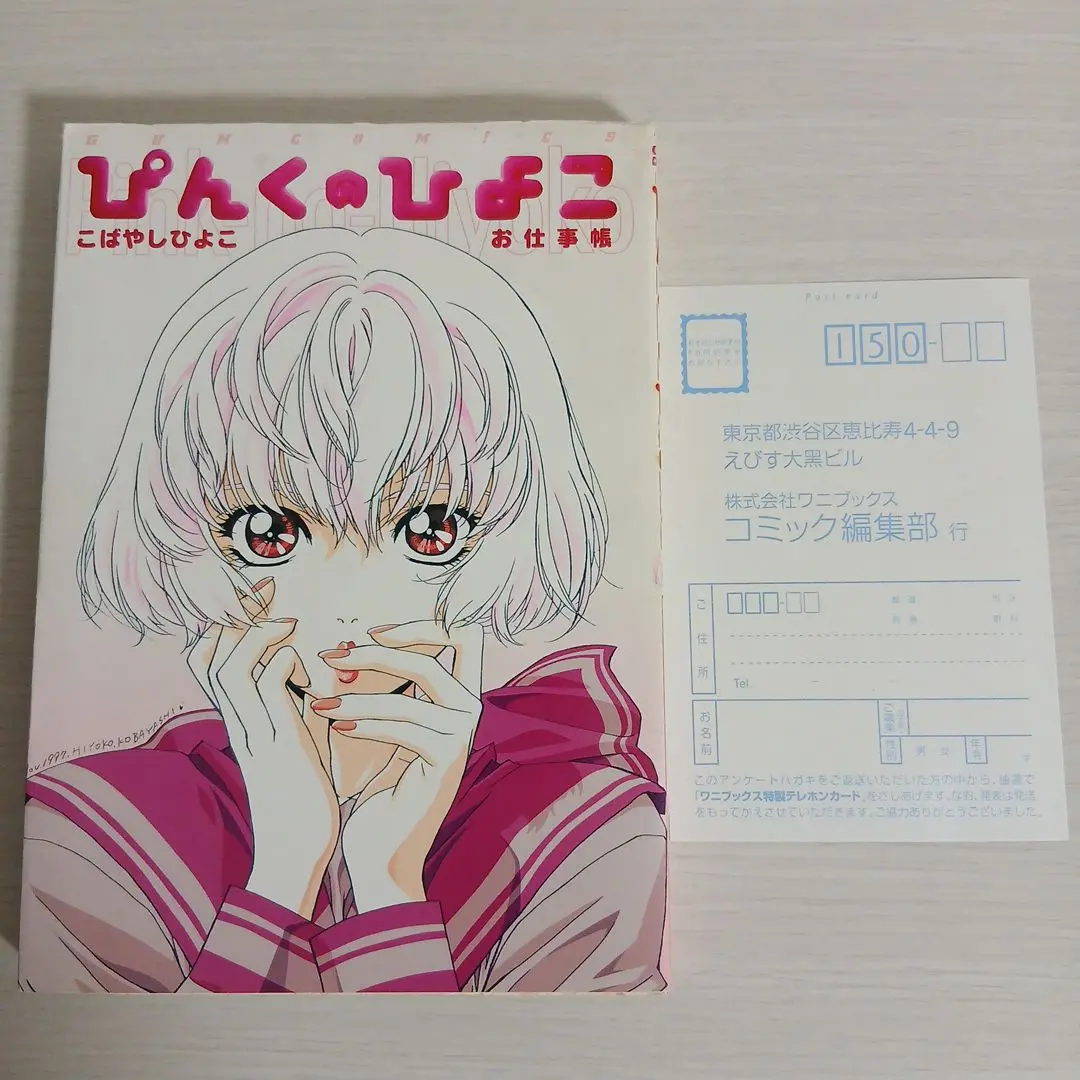 GUM COMICS
ぴんくのひよこ
Pink-no-Hiyoko
こばやしひよこ
お仕事帳
1997. HIYOKO. KOBAYASHI
Post card
150-
東京都渋谷区恵比寿4-4-9
えびす大黑ビル
株式会社ワニブックス
コミック編集部 行
ご住所
Tel. - -
お名前
ご職業
性別
男 女
年令
才
このアンケートハガキをご返送いただいた方の中から、抽選で
「ワニブックス特製テレホンカード」をさしあげます。なお、発表は発送
をもってかえさせていただきます。ご協力ありがとうございました。